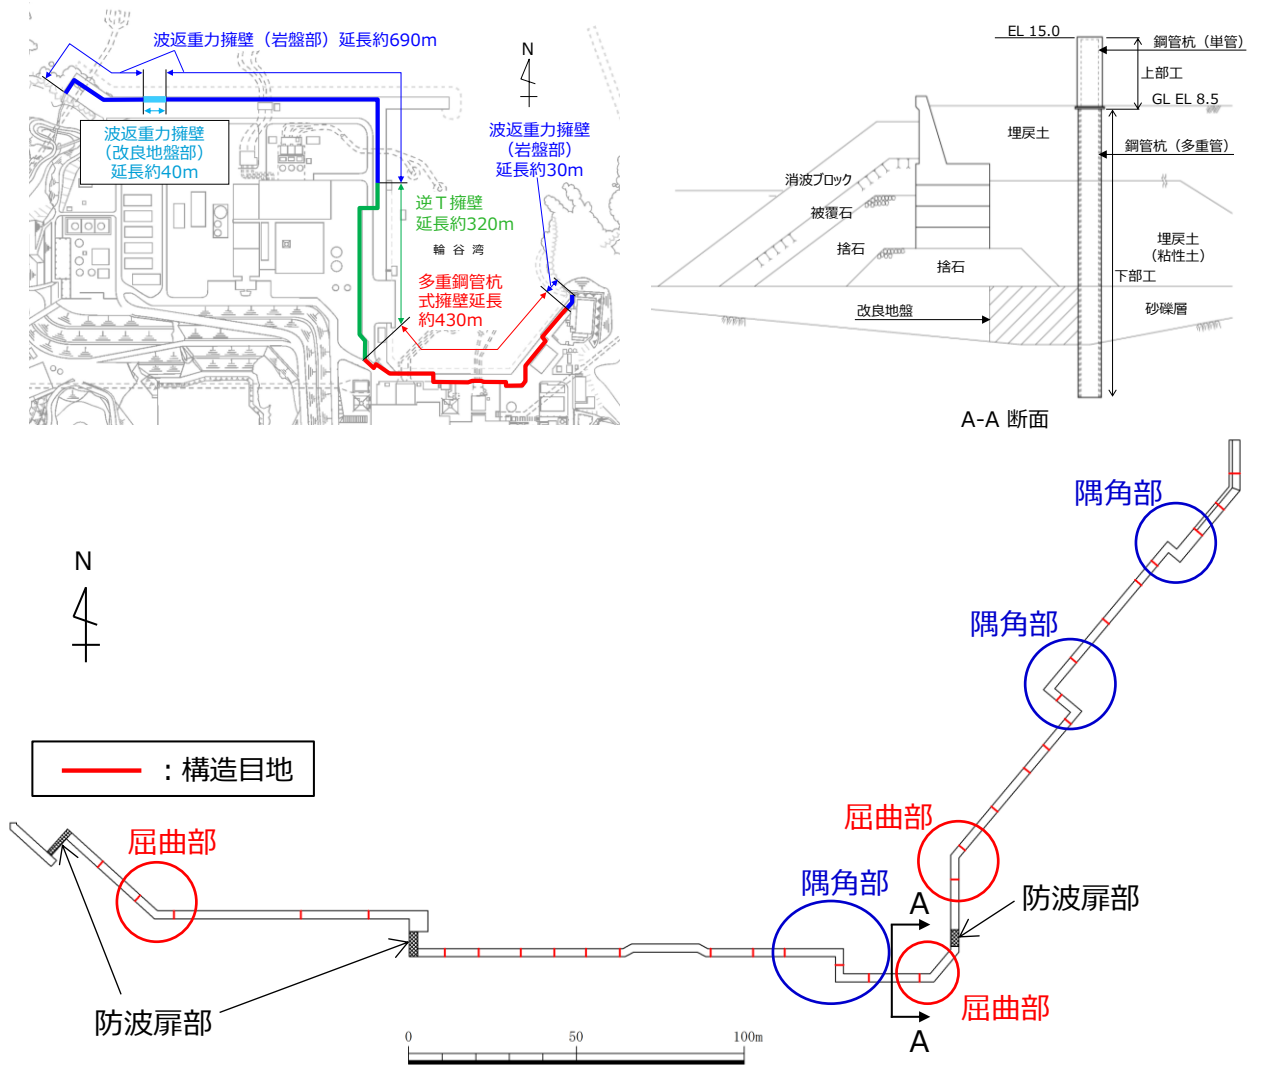 波返重力擁壁（岩盤部）延長約690m
N
波返重力擁壁
（改良地盤部）
延長約40m
波返重力擁壁
（岩盤部）
延長約30m
逆Ｔ擁壁
延長約320m
輪谷湾
多重鋼管杭
式擁壁延長
約430m
EL 15.0
鋼管杭（単管）
上部工
GL EL 8.5
埋戻土
鋼管杭（多重管）
消波ブロック
被覆石
捨石
捨石
埋戻土
（粘性土）
下部工
改良地盤
砂礫層
A-A 断面
隅角部
N
隅角部
：構造目地
屈曲部
屈曲部
隅角部
A
防波扉部
防波扉部
屈曲部
A
0 50 100m